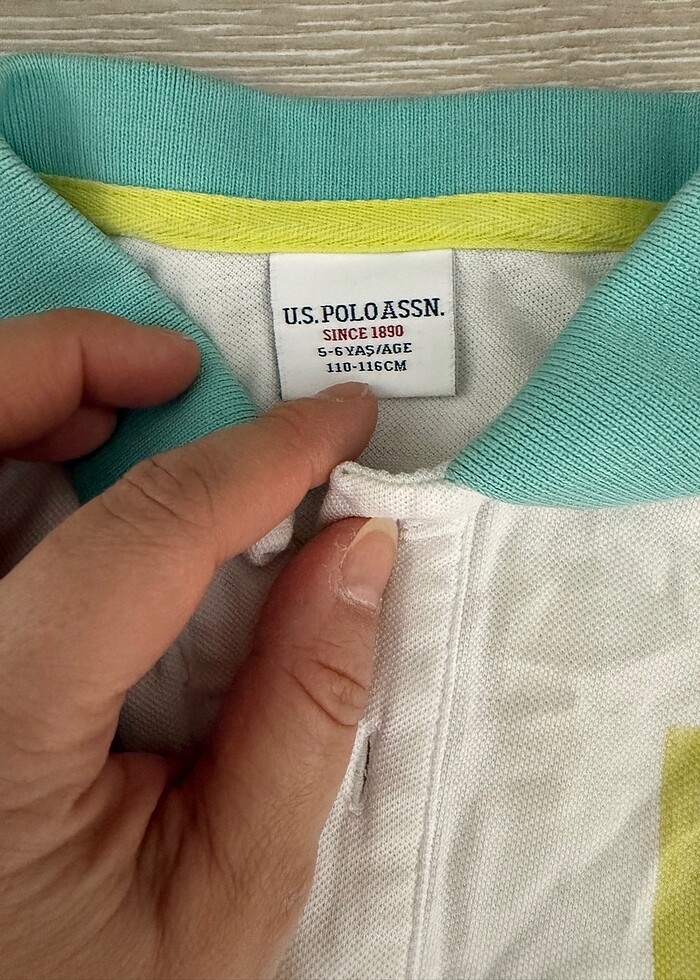 U.S. POLO ASSN.
SINCE 1890
5-6 YAŞ/AGE
110-116CM